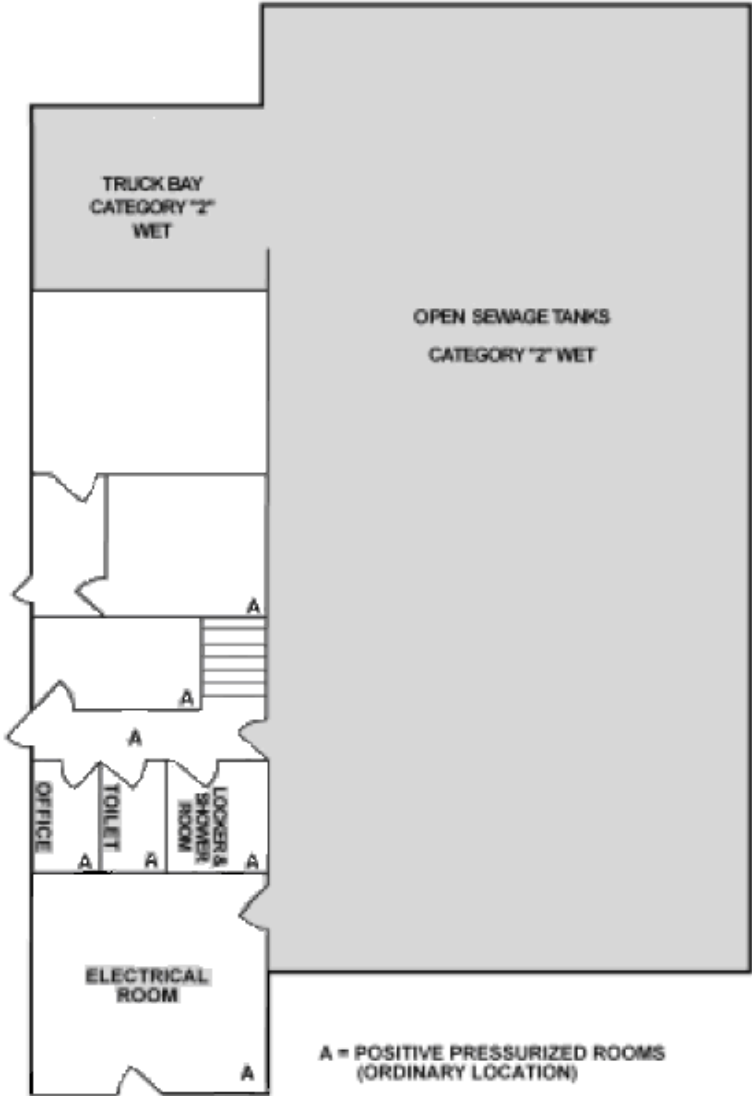 TRUCK BAY
CATEGORY "2"
WET
OPEN SEWAGE TANKS
CATEGORY "2" WET
A
A
A
OFFICE
A
TOILET
A
LOCKER &
SHOWER
ROOM
A
ELECTRICAL
ROOM
A
A = POSITIVE PRESSURIZED ROOMS
(ORDINARY LOCATION)